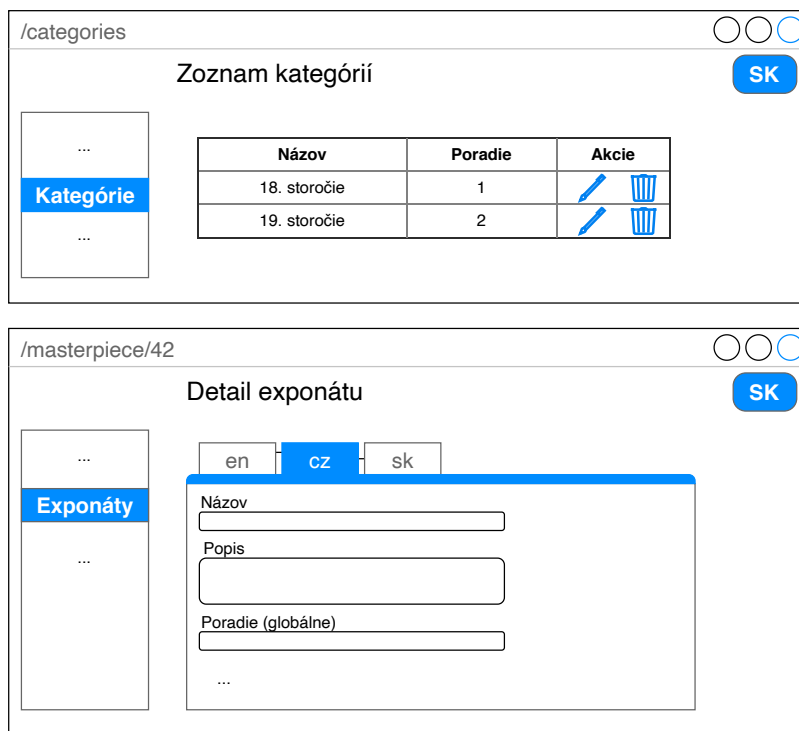 /categories
Zoznam kategórií
SK
...
Kategórie
...
Názov Poradie Akcie
18. storočie 1
19. storočie 2
/masterpiece/42
Detail exponátu
SK
...
Exponáty
...
en cz sk
Názov
Popis
Poradie (globálne)
...